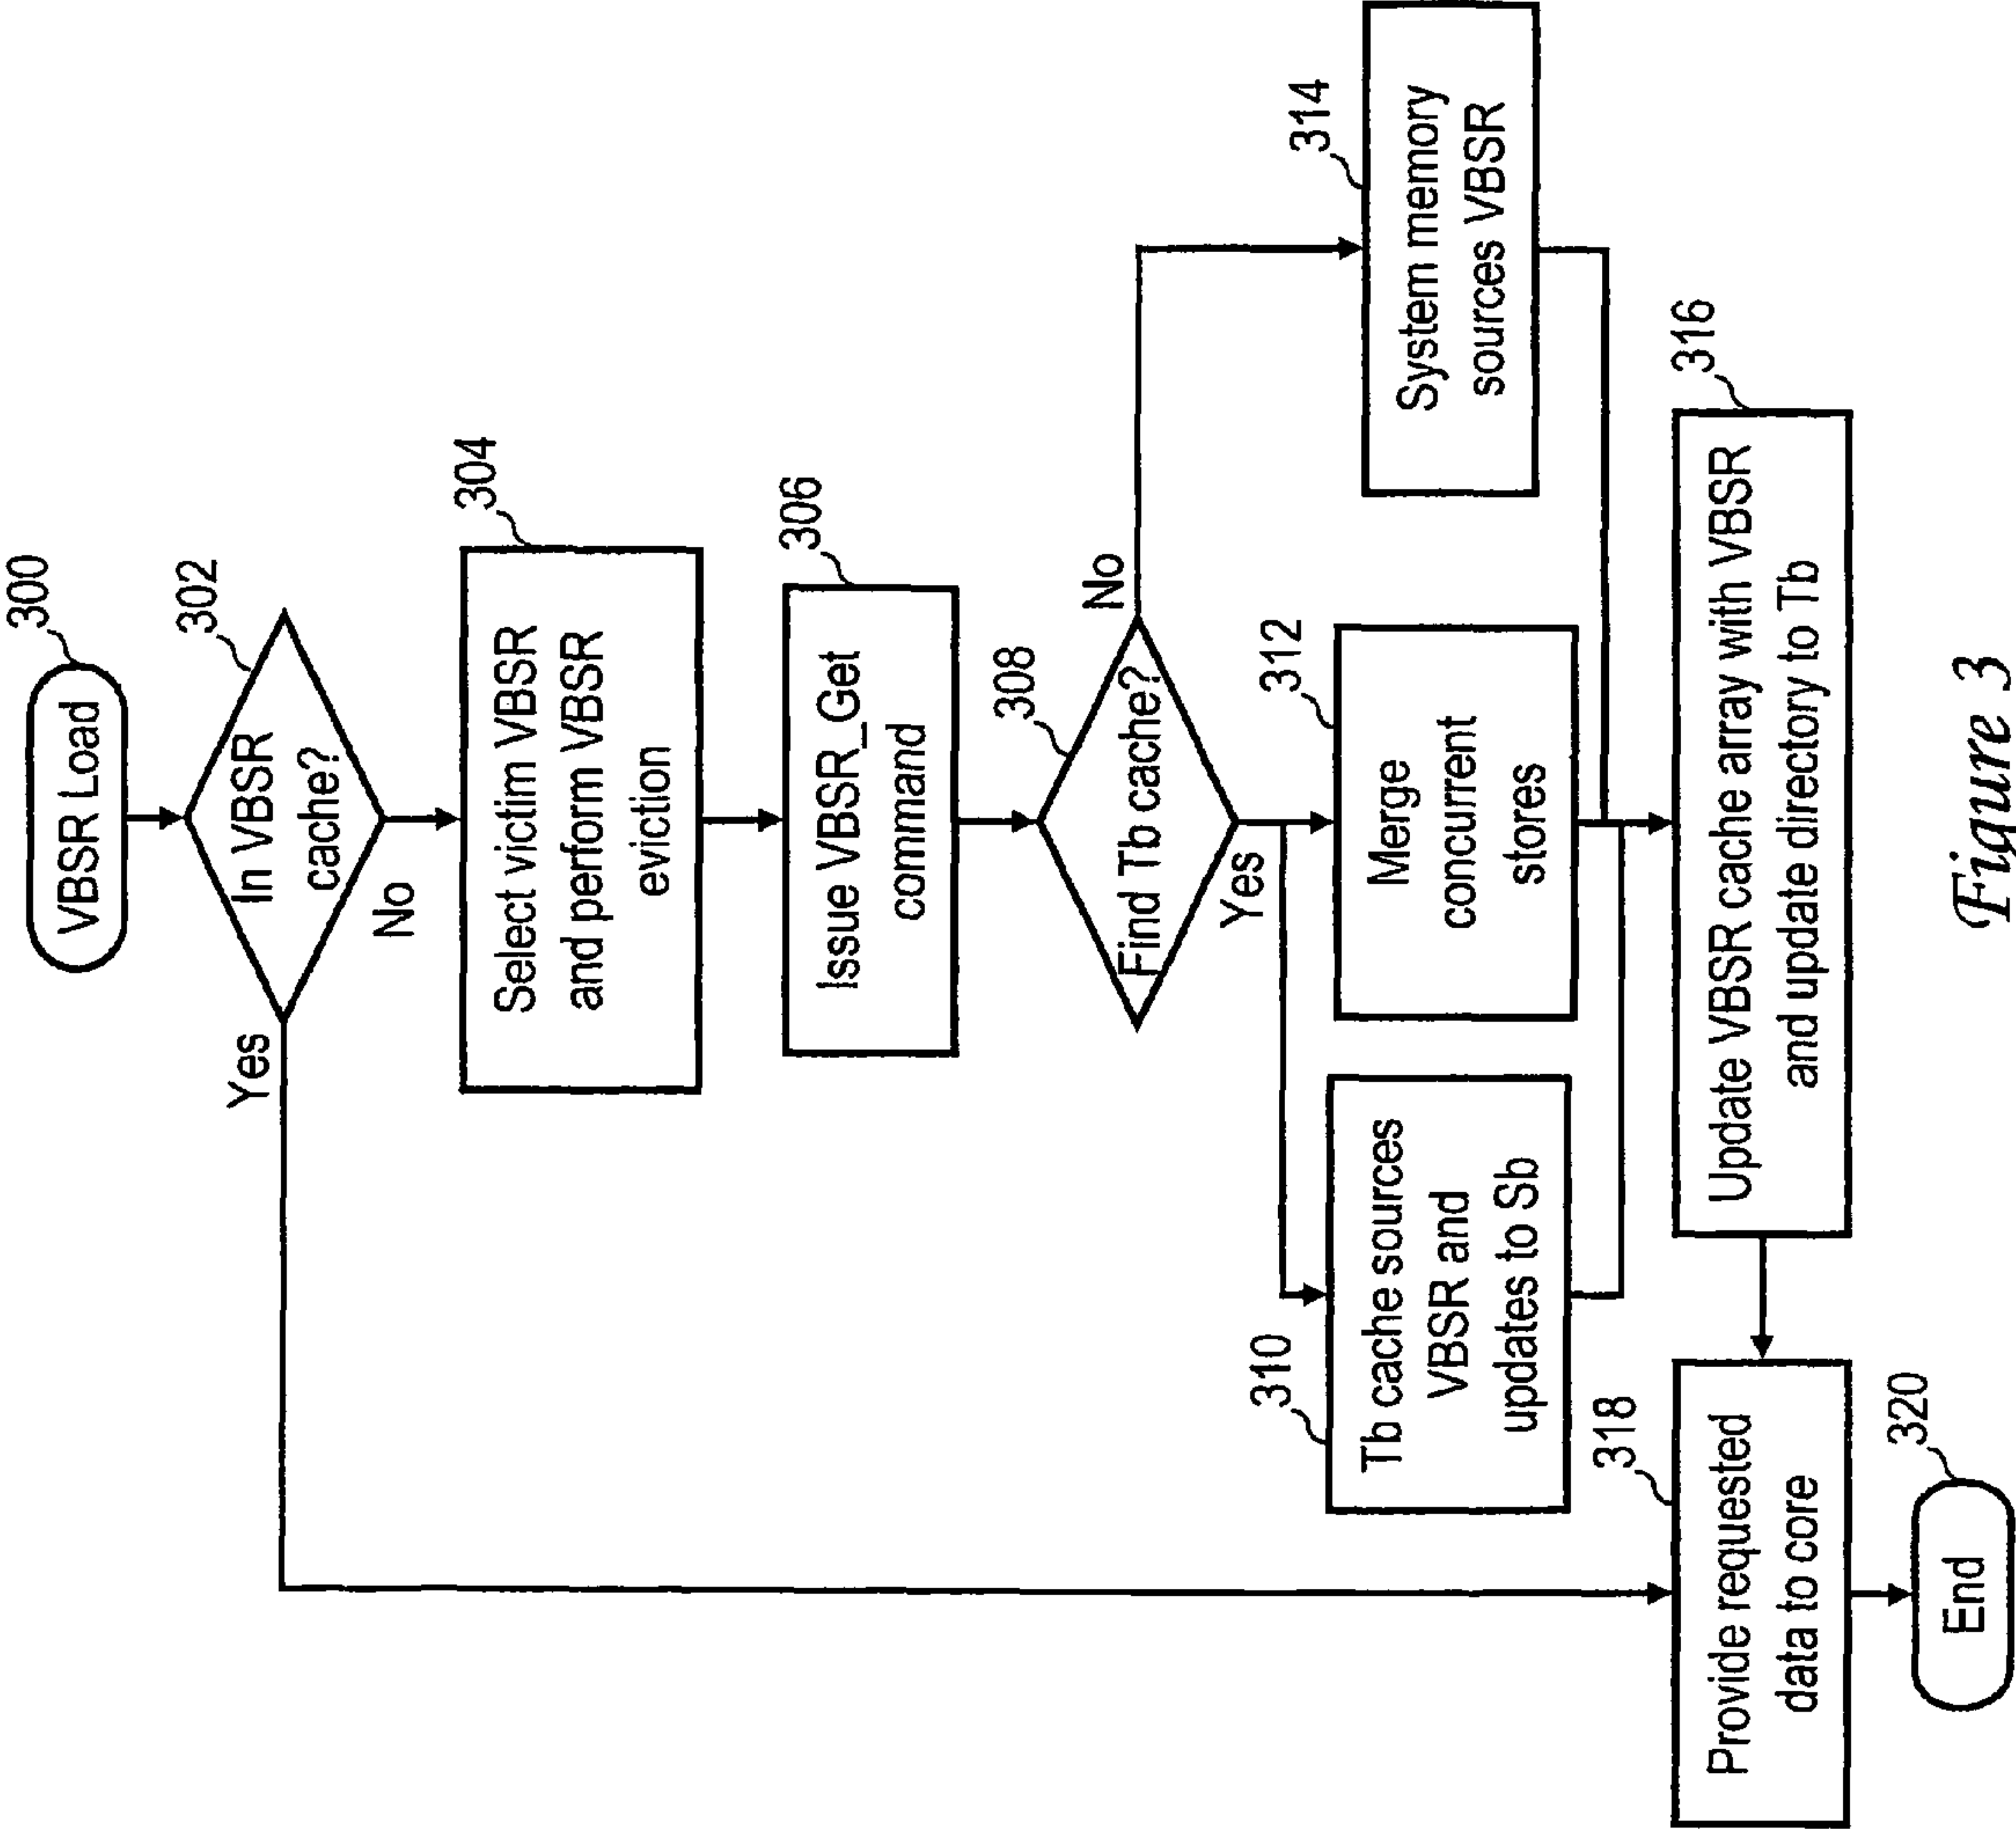 300
VBSR Load
302
In VBSR
cache?
Yes
No
304
Select victim VBSR
and perform VBSR
eviction
306
Issue VBSR_Get
command
308
Find Tb cache?
No
Yes
310
Tb cache sources
VBSR and
updates to Sb
312
Merge
concurrent
stores
314
System memory
sources VBSR
316
Update VBSR cache array with VBSR
and update directory to Tb
318
Provide requested
data to core
320
End
Figure 3